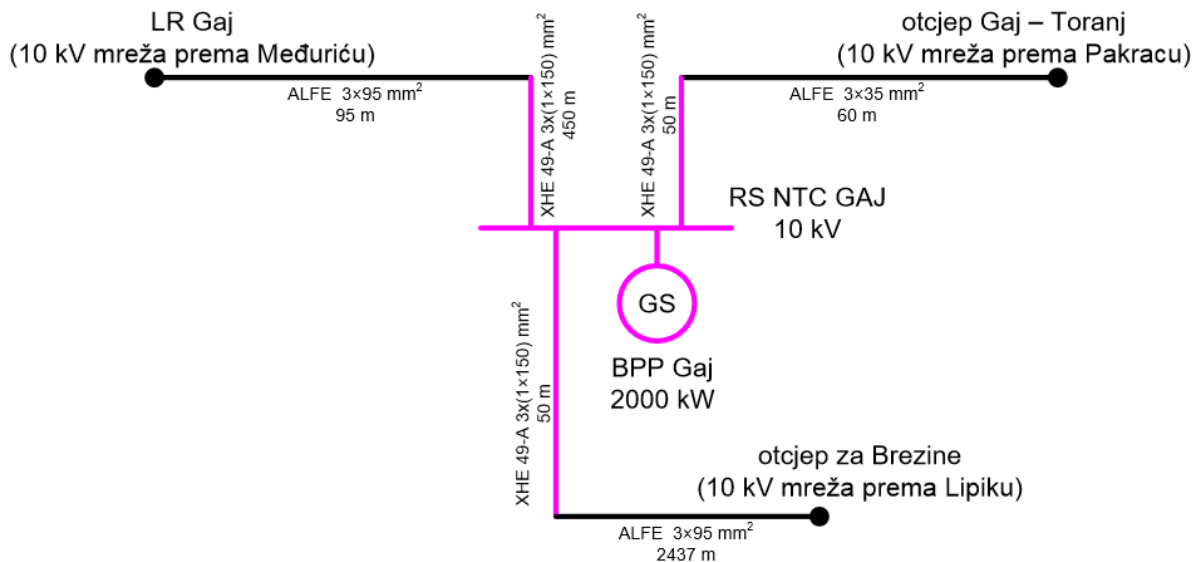 LR Gaj
(10 kV mreža prema Međuriću)
ALFE 3×95 mm²
95 m
XHE 49-A 3x(1×150) mm²
450 m
XHE 49-A 3x(1×150) mm²
50 m
otcjep Gaj – Toranj
(10 kV mreža prema Pakracu)
ALFE 3×35 mm²
60 m
RS NTC GAJ
10 kV
GS
BPP Gaj
2000 kW
XHE 49-A 3x(1×150) mm²
50 m
otcjep za Brezine
(10 kV mreža prema Lipiku)
ALFE 3×95 mm²
2437 m